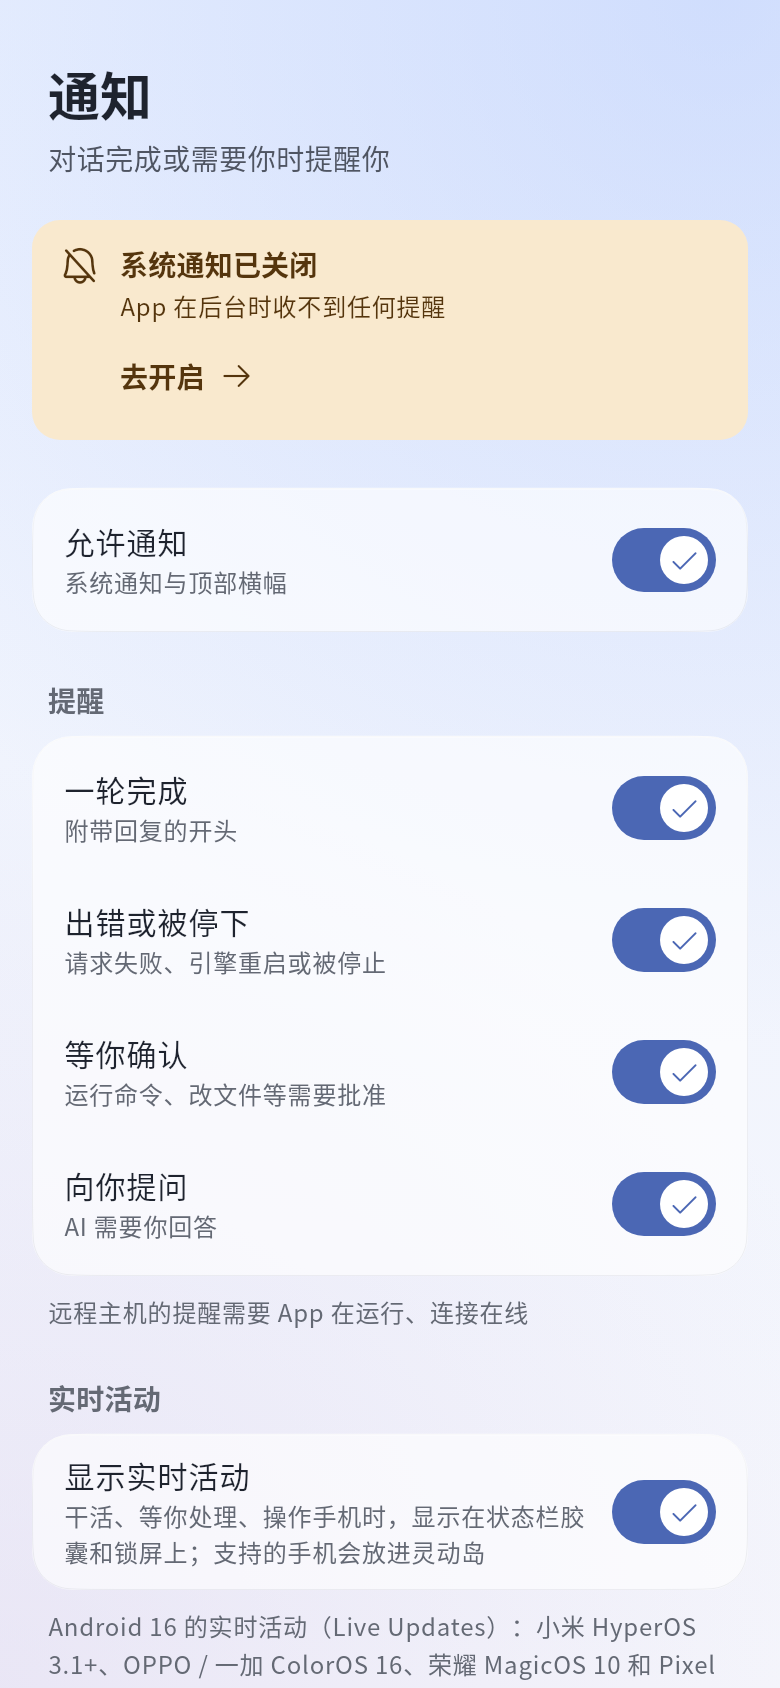 通知
对话完成或需要你时提醒你
系统通知已关闭
App 在后台时收不到任何提醒
去开启
允许通知
系统通知与顶部横幅
提醒
一轮完成
附带回复的开头
出错或被停下
请求失败、引擎重启或被停止
等你确认
运行命令、改文件等需要批准
向你提问
AI 需要你回答
远程主机的提醒需要 App 在运行、连接在线
实时活动
显示实时活动
干活、等你处理、操作手机时，显示在状态栏胶
囊和锁屏上；支持的手机会放进灵动岛
Android 16 的实时活动（Live Updates）：小米 HyperOS
3.1+、OPPO / 一加 ColorOS 16、荣耀 MagicOS 10 和 Pixel